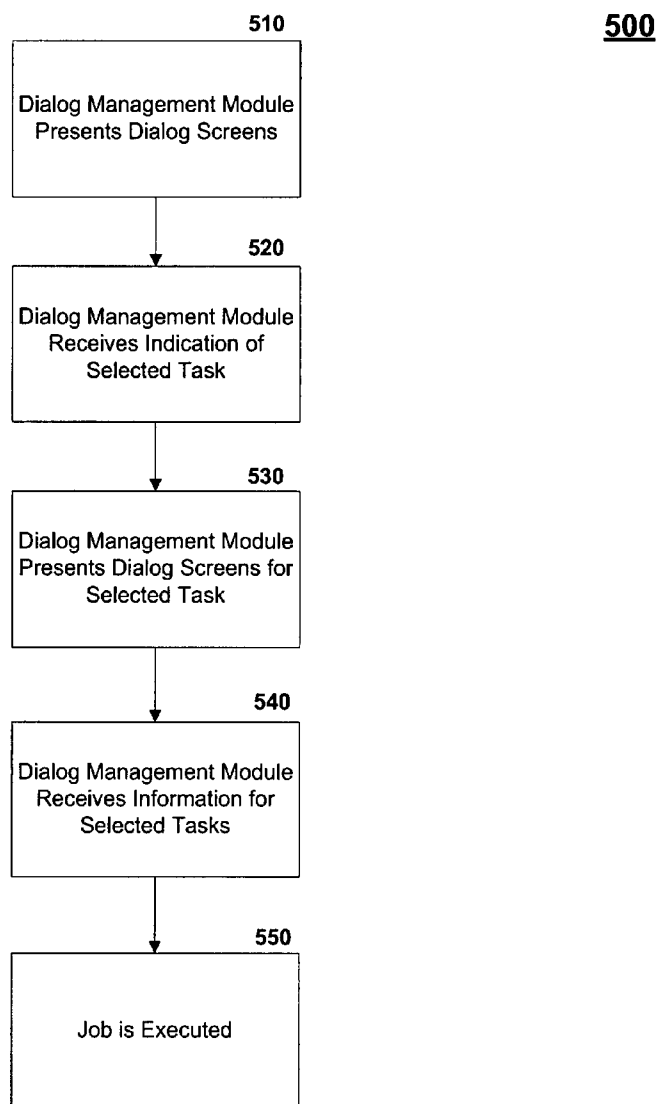 510
500
Dialog Management Module
Presents Dialog Screens
520
Dialog Management Module
Receives Indication of
Selected Task
530
Dialog Management Module
Presents Dialog Screens for
Selected Task
540
Dialog Management Module
Receives Information for
Selected Tasks
550
Job is Executed